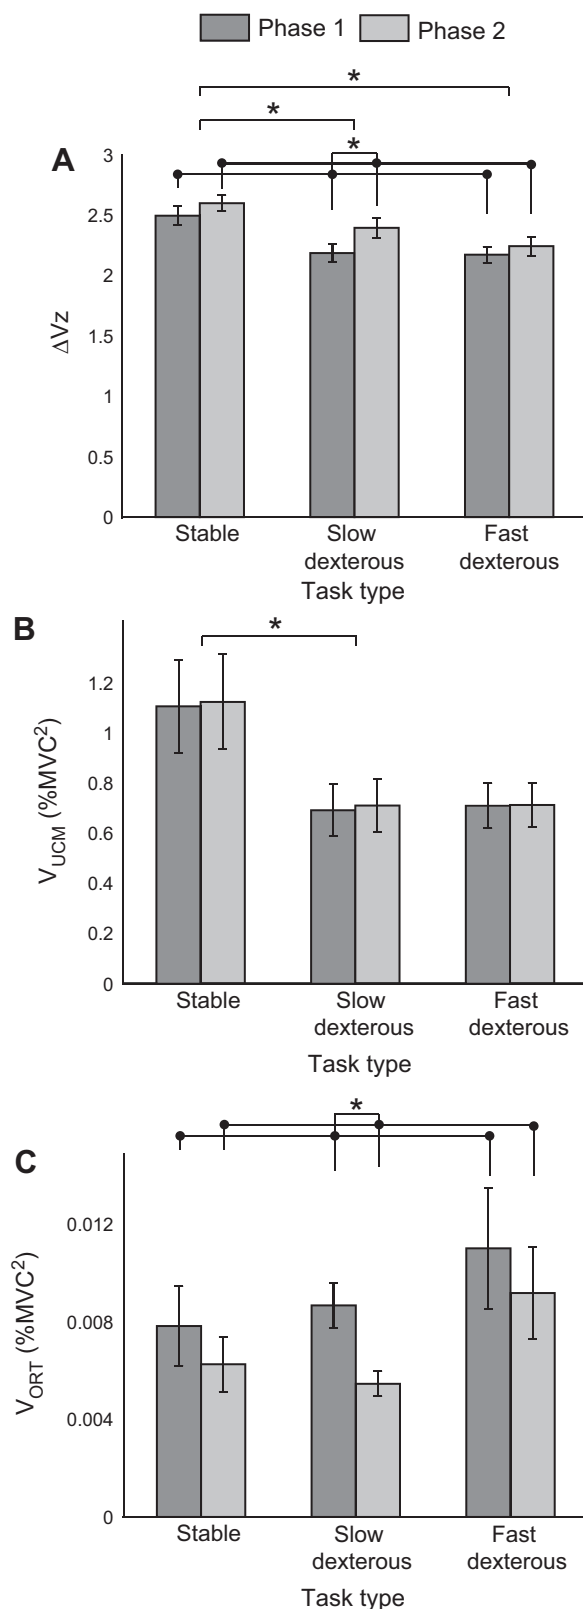 Phase 1 Phase 2
*
*
*
A
3
2.5
2
1.5
1
0.5
0
ΔVz
Stable Slow dexterous Fast dexterous
Task type
B
*
1.2
1
0.8
0.6
0.4
0.2
0
V_UCM (%MVC²)
Stable Slow dexterous Fast dexterous
Task type
*
C
0.012
0.008
0.004
0
V_ORT (%MVC²)
Stable Slow dexterous Fast dexterous
Task type